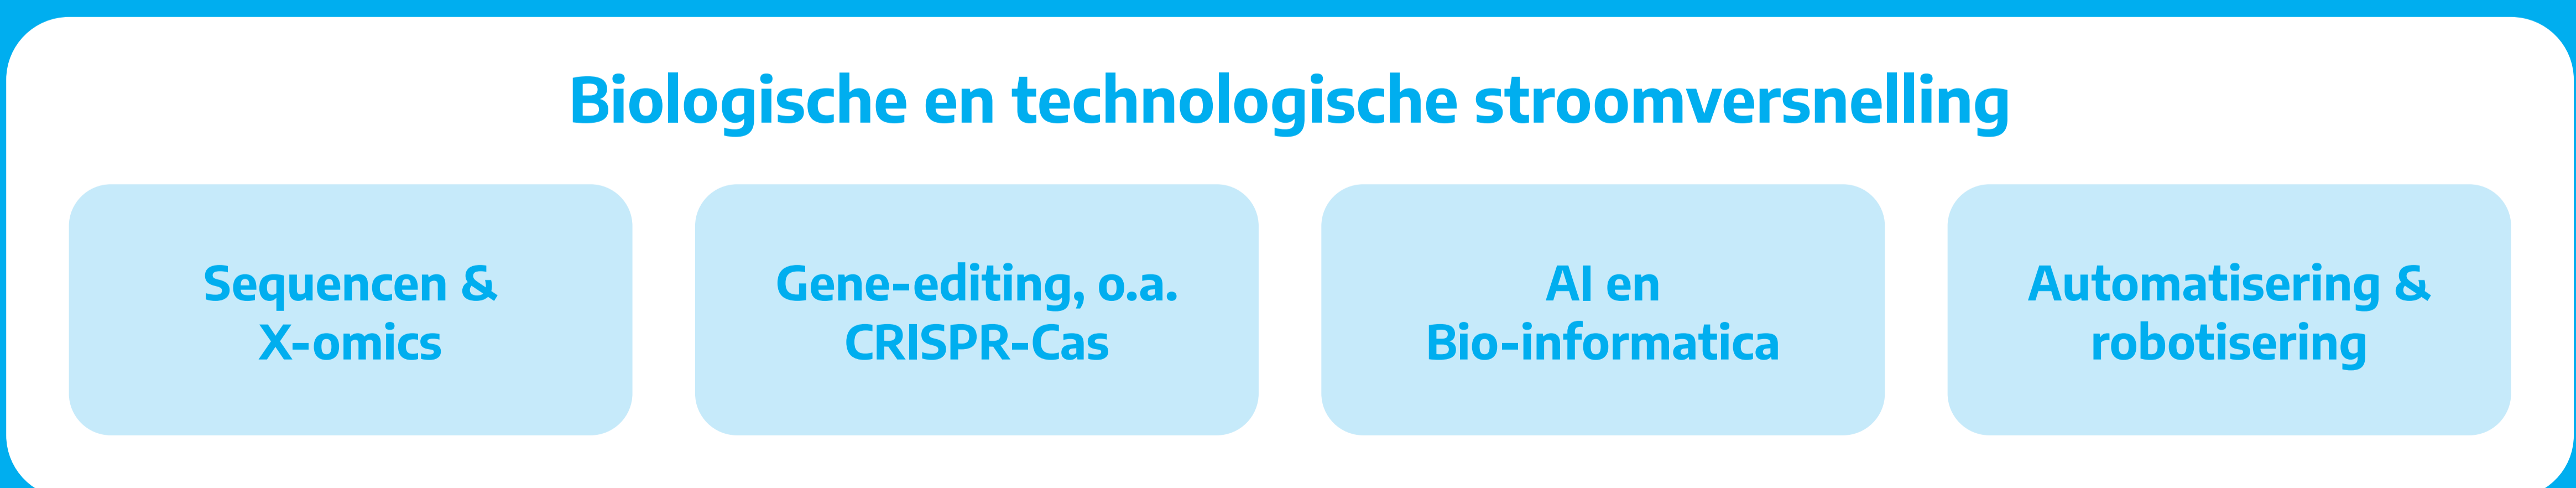 Biologische en technologische stroomversnelling
Sequencen &
X-omics
Gene-editing, o.a.
CRISPR-Cas
AI en
Bio-informatica
Automatisering &
robotisering